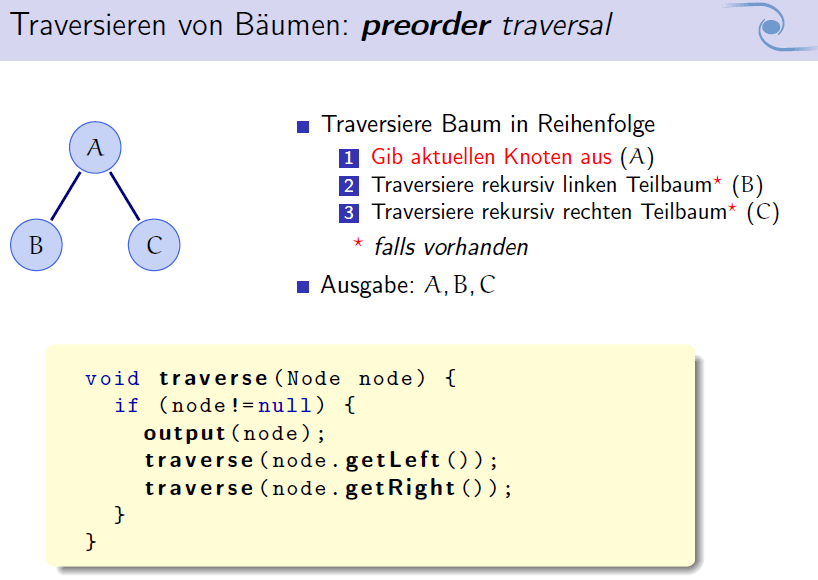 Traversieren von Bäumen: preorder traversal
A
B C
Traversiere Baum in Reihenfolge
1 Gib aktuellen Knoten aus (A)
2 Traversiere rekursiv linken Teilbaum* (B)
3 Traversiere rekursiv rechten Teilbaum* (C)
* falls vorhanden
Ausgabe: A, B, C
void traverse(Node node) {
if (node!=null) {
output(node);
traverse(node.getLeft());
traverse(node.getRight());
}
}